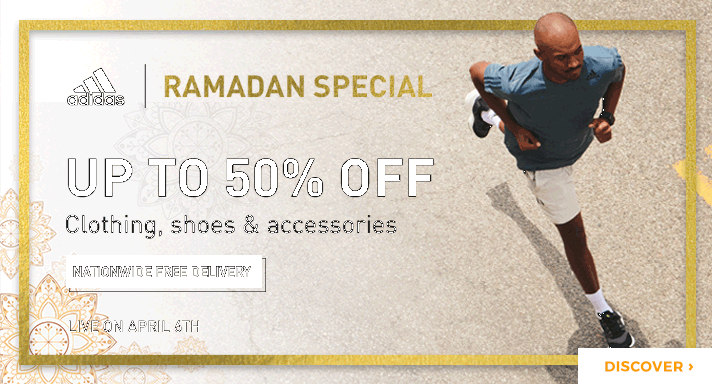 adidas
RAMADAN SPECIAL
UP TO 50% OFF
Clothing, shoes & accessories
NATIONWIDE FREE DELIVERY
LIVE ON APRIL 6TH
DISCOVER ›